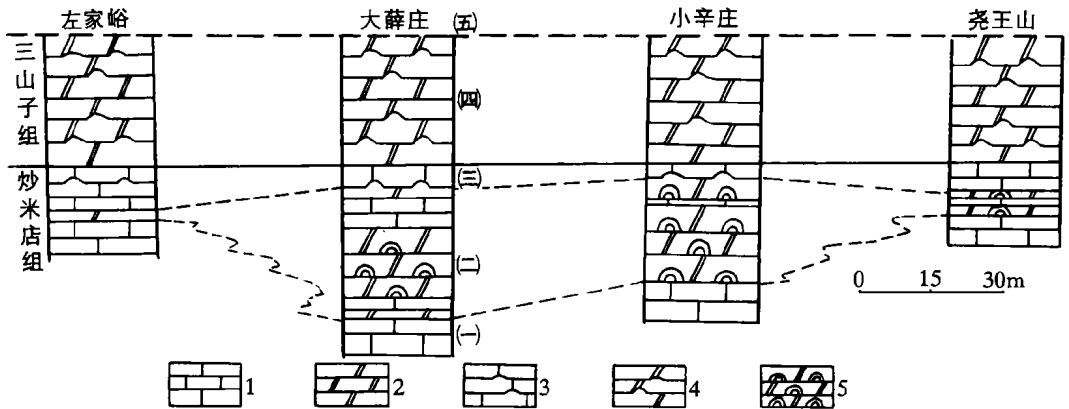 左家峪 大薛庄 (五) 小辛庄 尧王山
三山子组
(四)
炒米店组
(三)
(二)
(一)
0 15 30m
1 2 3 4 5